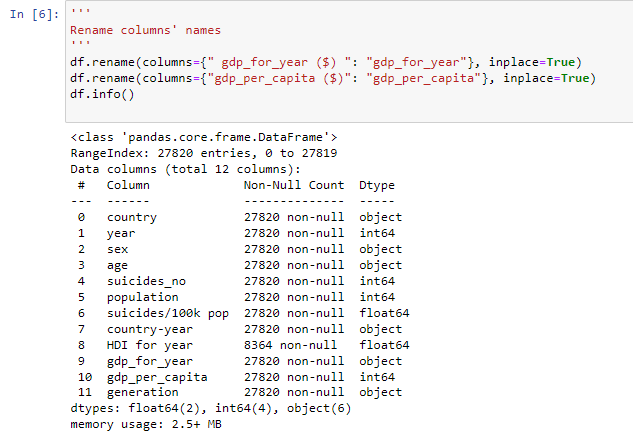 In [6]: '''
Rename columns' names
'''
df.rename(columns={" gdp_for_year ($) ": "gdp_for_year"}, inplace=True)
df.rename(columns={"gdp_per_capita ($)": "gdp_per_capita"}, inplace=True)
df.info()
<class 'pandas.core.frame.DataFrame'>
RangeIndex: 27820 entries, 0 to 27819
Data columns (total 12 columns):
 #   Column             Non-Null Count  Dtype
---  ------             --------------  -----
 0   country            27820 non-null  object
 1   year               27820 non-null  int64
 2   sex                27820 non-null  object
 3   age                27820 non-null  object
 4   suicides_no        27820 non-null  int64
 5   population         27820 non-null  int64
 6   suicides/100k pop  27820 non-null  float64
 7   country-year       27820 non-null  object
 8   HDI for year       8364 non-null   float64
 9   gdp_for_year       27820 non-null  object
 10  gdp_per_capita     27820 non-null  int64
 11  generation         27820 non-null  object
dtypes: float64(2), int64(4), object(6)
memory usage: 2.5+ MB